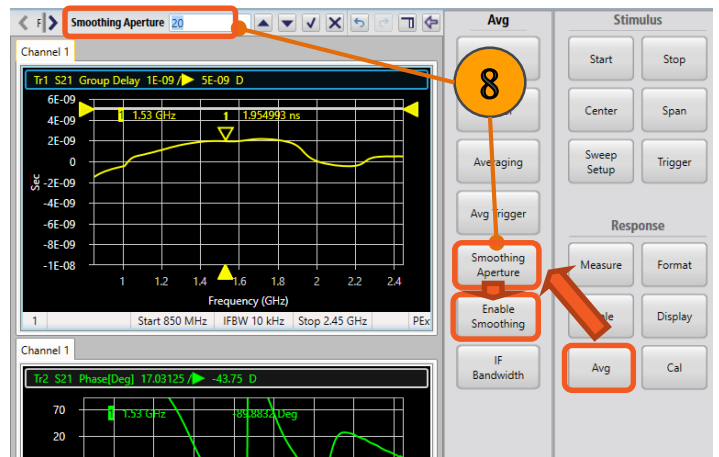 F Smoothing Aperture 20
Channel 1
Tr1 S21 Group Delay 1E-09 / 5E-09 D
6E-09
4E-09
2E-09
0
-2E-09
-4E-09
-6E-09
-8E-09
-1E-08
Sec
1 1.53 GHz 1 1.954993 ns
1 1.2 1.4 1.6 1.8 2 2.2 2.4
Frequency (GHz)
1 Start 850 MHz IFBW 10 kHz Stop 2.45 GHz PEx
Channel 1
Tr2 S21 Phase[Deg] 17.03125 / -43.75 D
70
20
1 1.53 GHz -89.8832 Deg
Avg
8
Averaging
Avg Trigger
Smoothing
Aperture
Enable
Smoothing
IF
Bandwidth
Stimulus
Start Stop
Center Span
Sweep
Setup
Trigger
Response
Measure Format
Display
Avg Cal